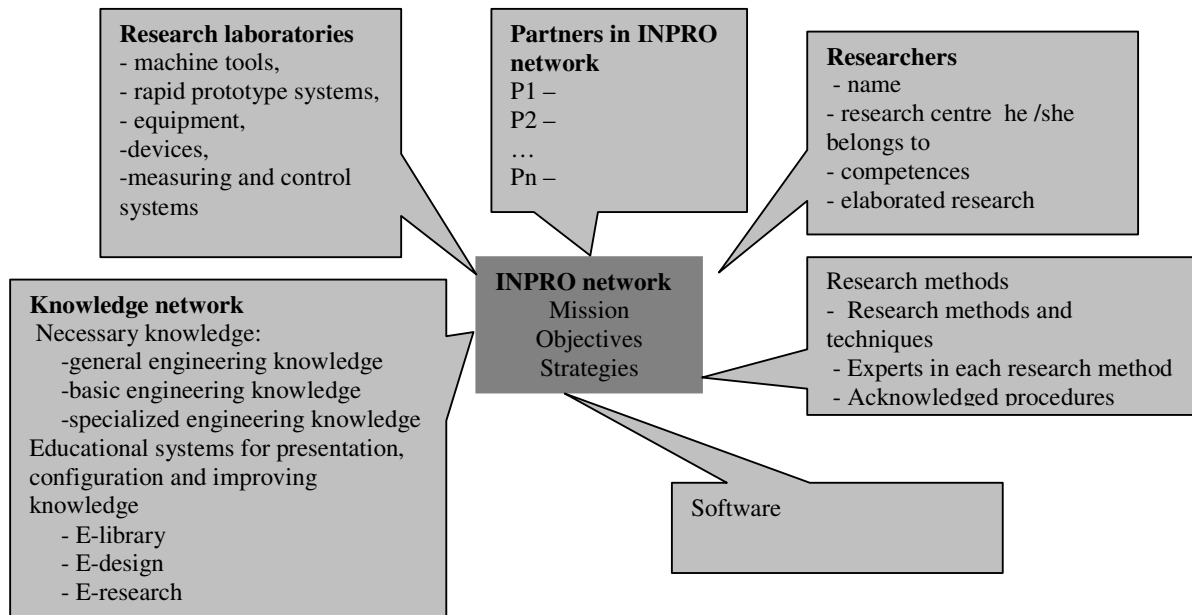 Research laboratories
- machine tools,
- rapid prototype systems,
- equipment,
-devices,
-measuring and control
systems
Partners in INPRO
network
P1 –
P2 –
…
Pn –
Researchers
- name
- research centre he /she
belongs to
- competences
- elaborated research
INPRO network
Mission
Objectives
Strategies
Knowledge network
Necessary knowledge:
-general engineering knowledge
-basic engineering knowledge
-specialized engineering knowledge
Educational systems for presentation,
configuration and improving
knowledge
- E-library
- E-design
- E-research
Research methods
- Research methods and
techniques
- Experts in each research method
- Acknowledged procedures
Software